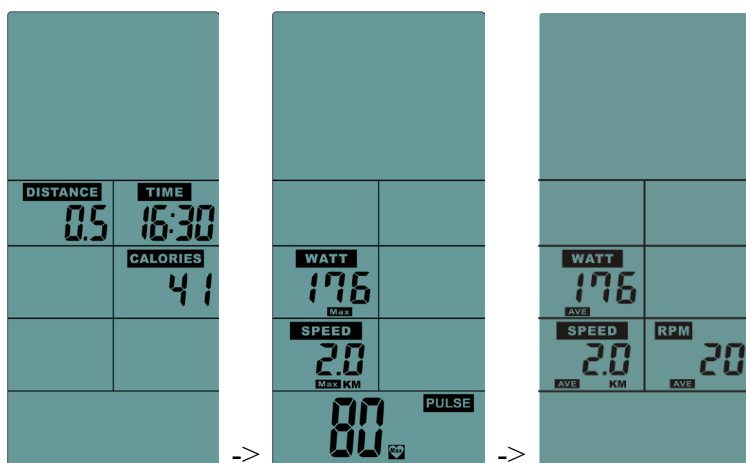 DISTANCE TIME
0.5 16:30
CALORIES
41
->
WATT
176
Max
SPEED
2.0
Max KM
PULSE
80
Max
->
WATT
176
AVE
SPEED RPM
2.0 20
AVE KM AVE